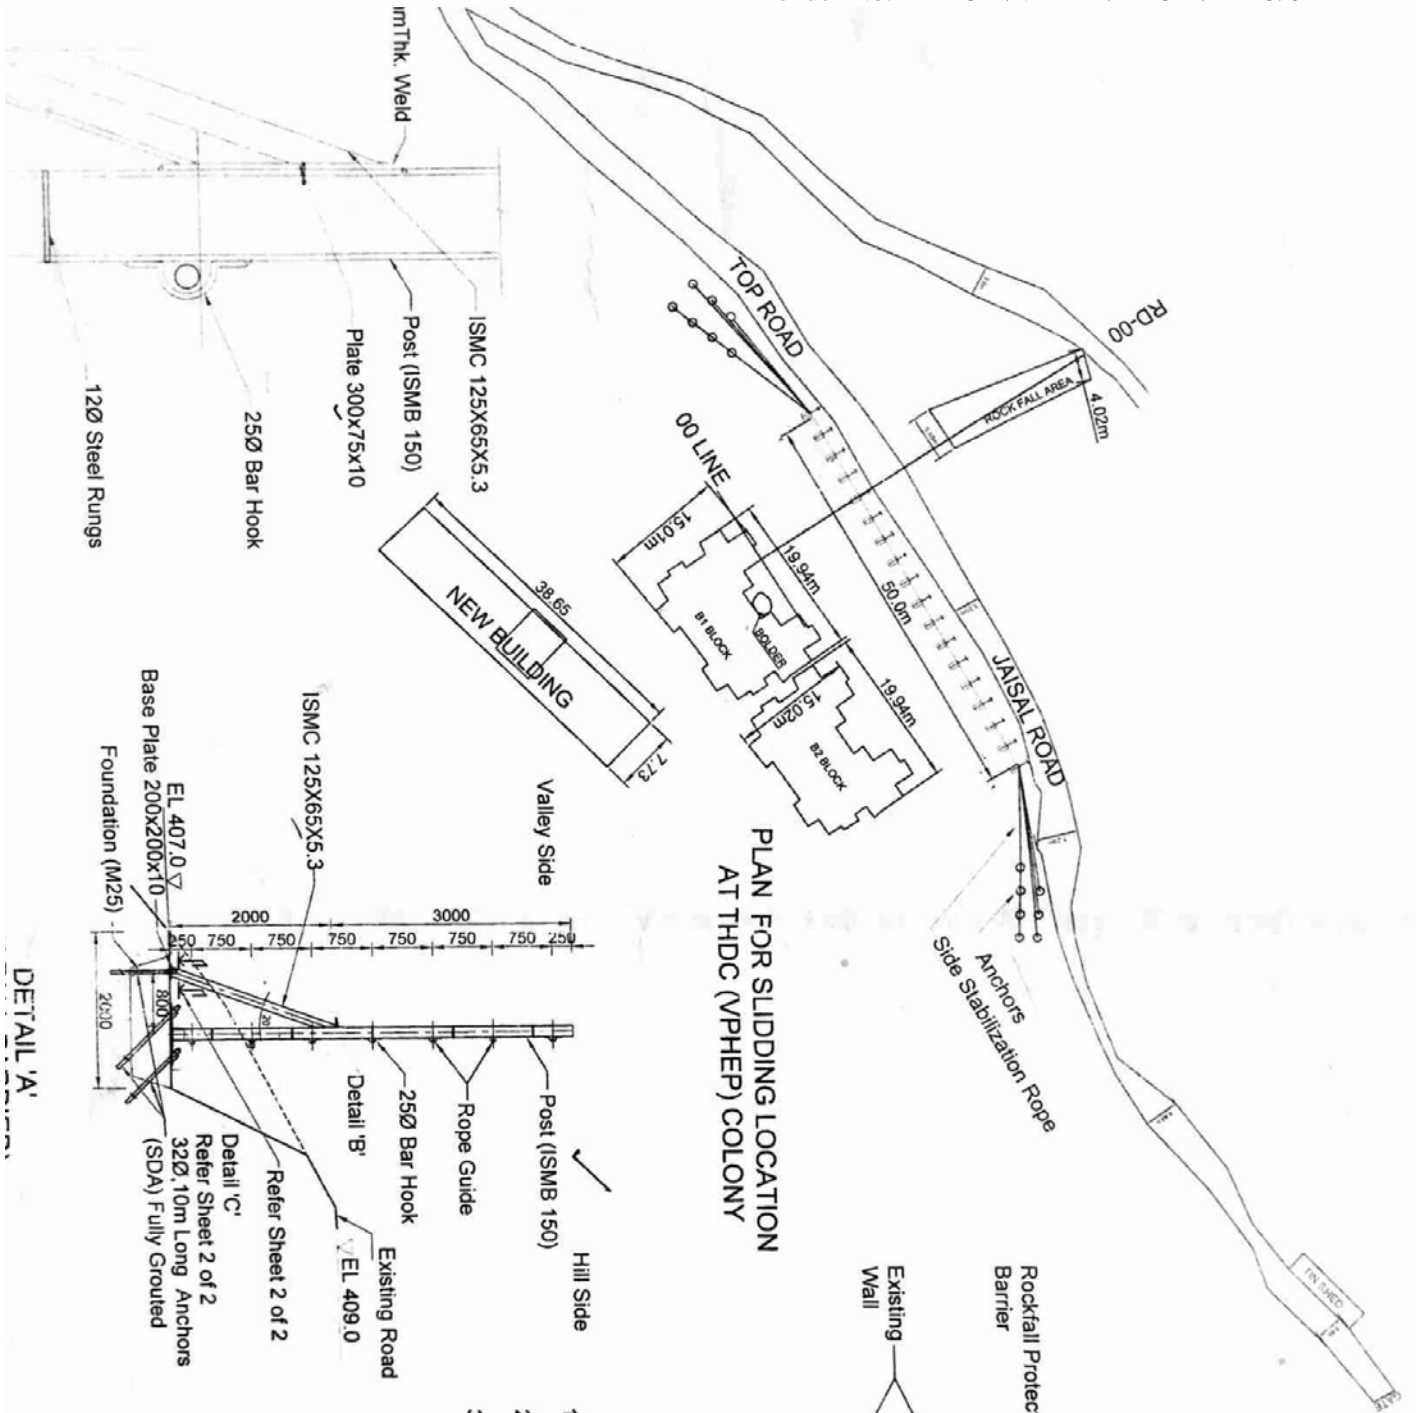 mThk. Weld
ISMC 125X65X5.3
Post (ISMB 150)
Plate 300x75x10
25Ø Bar Hook
12Ø Steel Rungs
TOP ROAD
JAISAL ROAD
RD-00
ROCK FALL AREA
4.02m
00 LINE
15.01m
19.94m
50.0m
19.94m
15.02m
B1 BLOCK
BOLDER
B2 BLOCK
38.65
NEW BUILDING
7.73
Anchors
Side Stabilization Rope
TIN SHED
GATE
PLAN FOR SLIDDING LOCATION
AT THDC (VPHEP) COLONY
Rockfall Protec
Barrier
Existing
Wall
Valley Side
Hill Side
ISMC 125X65X5.3
EL 407.0
Base Plate 200x200x10
Foundation (M25)
2000
3000
250
750
750
750
750
750
750
250
800
2000
20
Post (ISMB 150)
Rope Guide
25Ø Bar Hook
Detail 'B'
Existing Road
EL 409.0
Refer Sheet 2 of 2
Detail 'C'
Refer Sheet 2 of 2
32Ø,10m Long Anchors
(SDA) Fully Grouted
DETAIL 'A'